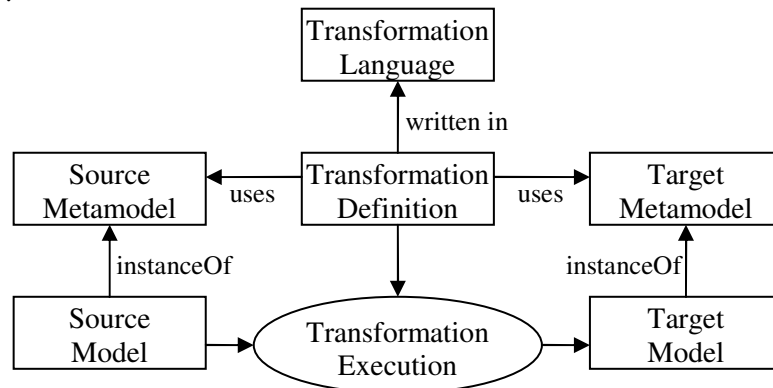 Transformation
Language
written in
Source
Metamodel
uses
Transformation
Definition
uses
Target
Metamodel
instanceOf
instanceOf
Source
Model
Transformation
Execution
Target
Model